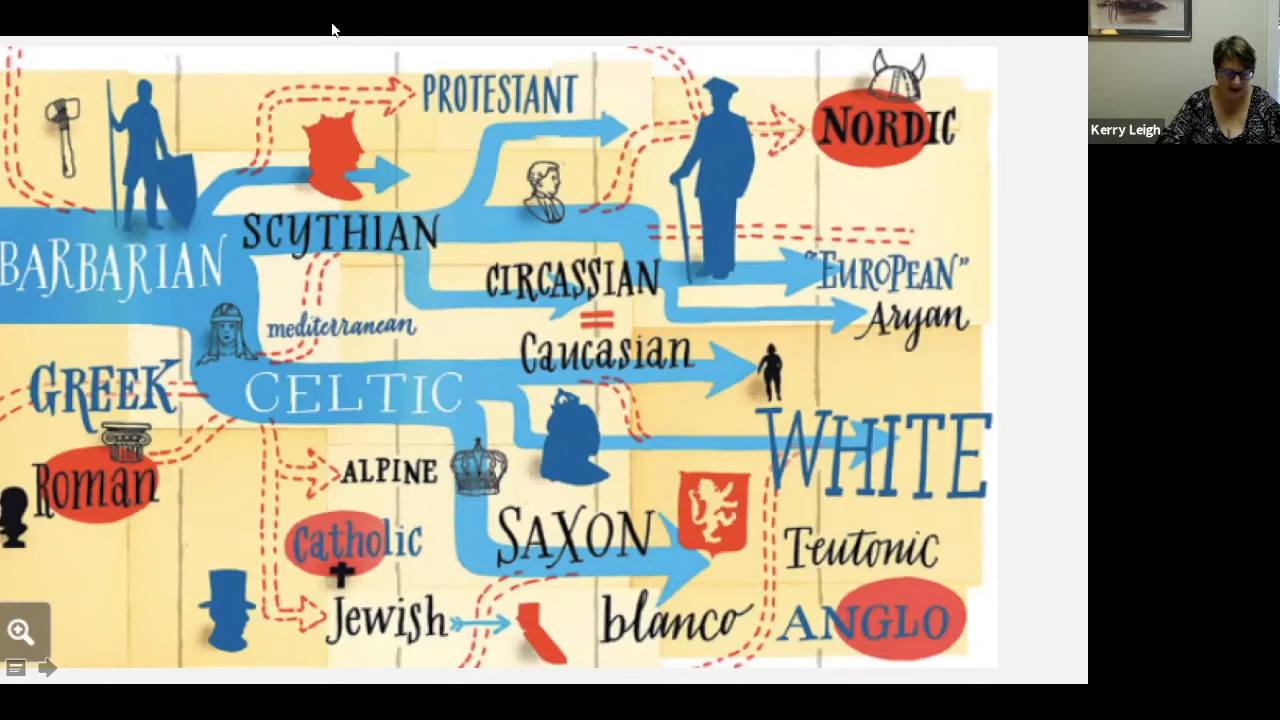 PROTESTANT
NORDIC
Kerry Leigh
BARBARIAN
SCYTHIAN
CIRCASSIAN
"EUROPEAN"
Aryan
mediterranean
=
Caucasian
GREEK
CELTIC
WHITE
Roman
ALPINE
SAXON
Catholic
Teutonic
Jewish
blanco
ANGLO